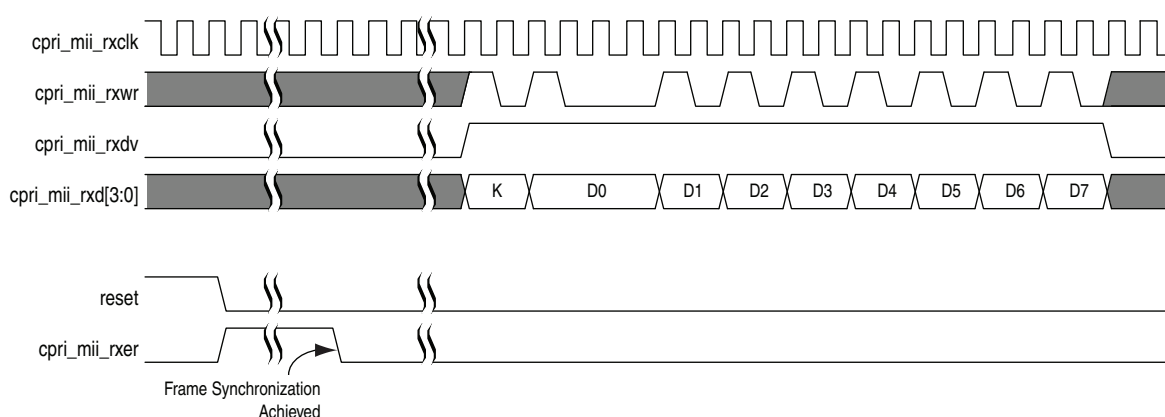 cpri_mii_rxclk
cpri_mii_rxwr
cpri_mii_rxdv
cpri_mii_rxd[3:0] K D0 D1 D2 D3 D4 D5 D6 D7
reset
cpri_mii_rxer
Frame Synchronization
Achieved